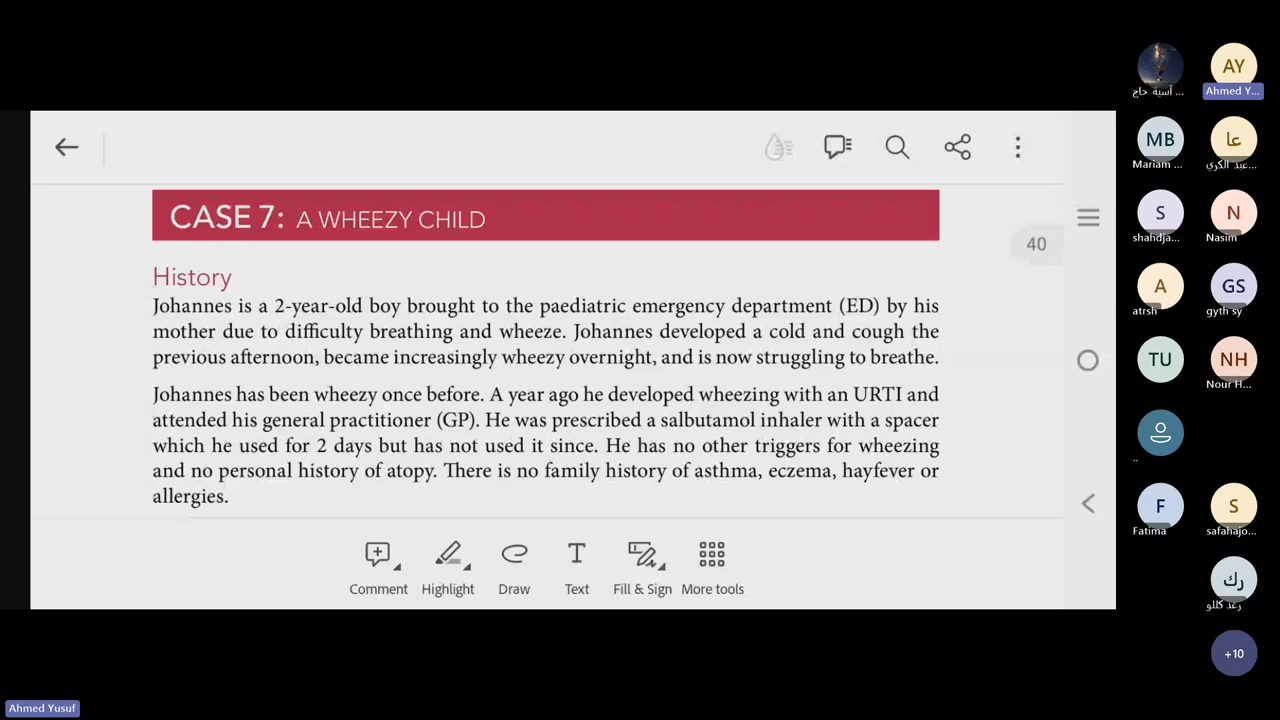 CASE 7: A WHEEZY CHILD
40
History
Johannes is a 2-year-old boy brought to the paediatric emergency department (ED) by his
mother due to difficulty breathing and wheeze. Johannes developed a cold and cough the
previous afternoon, became increasingly wheezy overnight, and is now struggling to breathe.
Johannes has been wheezy once before. A year ago he developed wheezing with an URTI and
attended his general practitioner (GP). He was prescribed a salbutamol inhaler with a spacer
which he used for 2 days but has not used it since. He has no other triggers for wheezing
and no personal history of atopy. There is no family history of asthma, eczema, hayfever or
allergies.
Comment
Highlight
Draw
Text
Fill & Sign
More tools
آسية حاج ...
AY
Ahmed Y...
MB
Mariam ...
عا
عبد الكري...
S
shahdja...
N
Nasim
A
atrsh
GS
gyth sy
TU
NH
Nour H...
..
F
Fatima
S
safahajo...
رك
رغد كللو
+10
Ahmed Yusuf